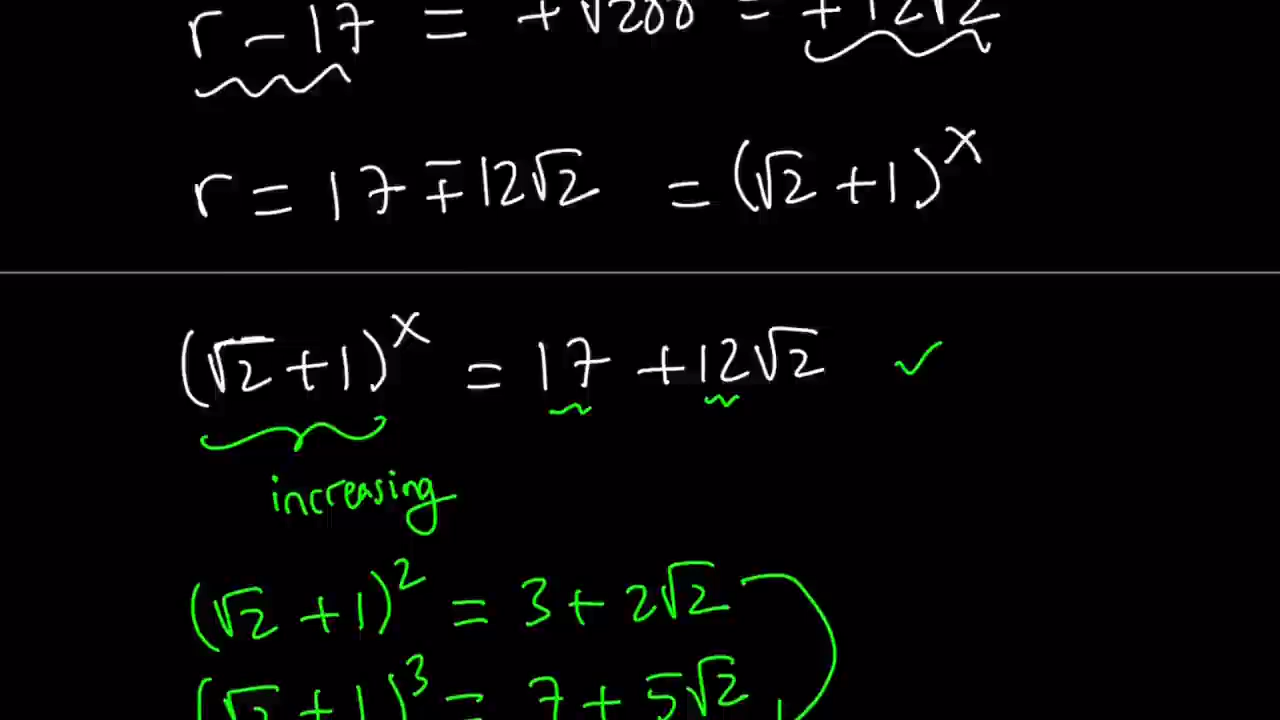 r - 17 = +√288 = +12√2
r = 17 ∓ 12√2 = (√2 + 1)^x
(√2 + 1)^x = 17 + 12√2 ✓
increasing
(√2 + 1)^2 = 3 + 2√2
(√2 + 1)^3 = 7 + 5√2